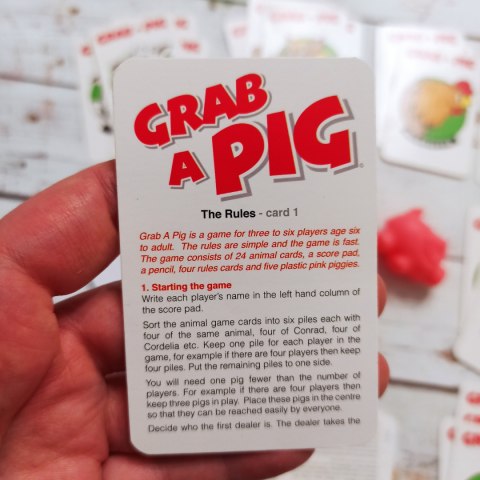 GRAB
A PIG
The Rules - card 1
Grab A Pig is a game for three to six players age six
to adult. The rules are simple and the game is fast.
The game consists of 24 animal cards, a score pad,
a pencil, four rules cards and five plastic pink piggies.
1. Starting the game
Write each player's name in the left hand column of
the score pad.
Sort the animal game cards into six piles each with
four of the same animal, four of Conrad, four of
Cordelia etc. Keep one pile for each player in the
game, for example if there are four players then keep
four piles. Put the remaining piles to one side.
You will need one pig fewer than the number of
players. For example if there are four players then
keep three pigs in play. Place these pigs in the centre
so that they can be reached easily by everyone.
Decide who the first dealer is. The dealer takes the